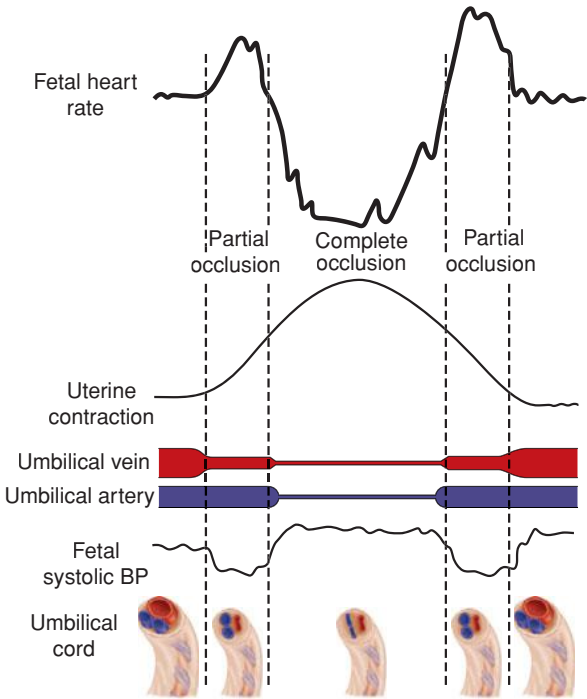 Fetal heart
rate
Partial
occlusion
Complete
occlusion
Partial
occlusion
Uterine
contraction
Umbilical vein
Umbilical artery
Fetal
systolic BP
Umbilical
cord